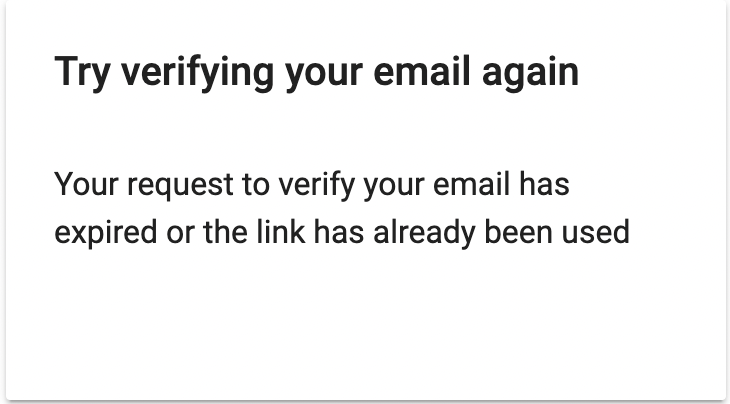 Try verifying your email again
Your request to verify your email has
expired or the link has already been used